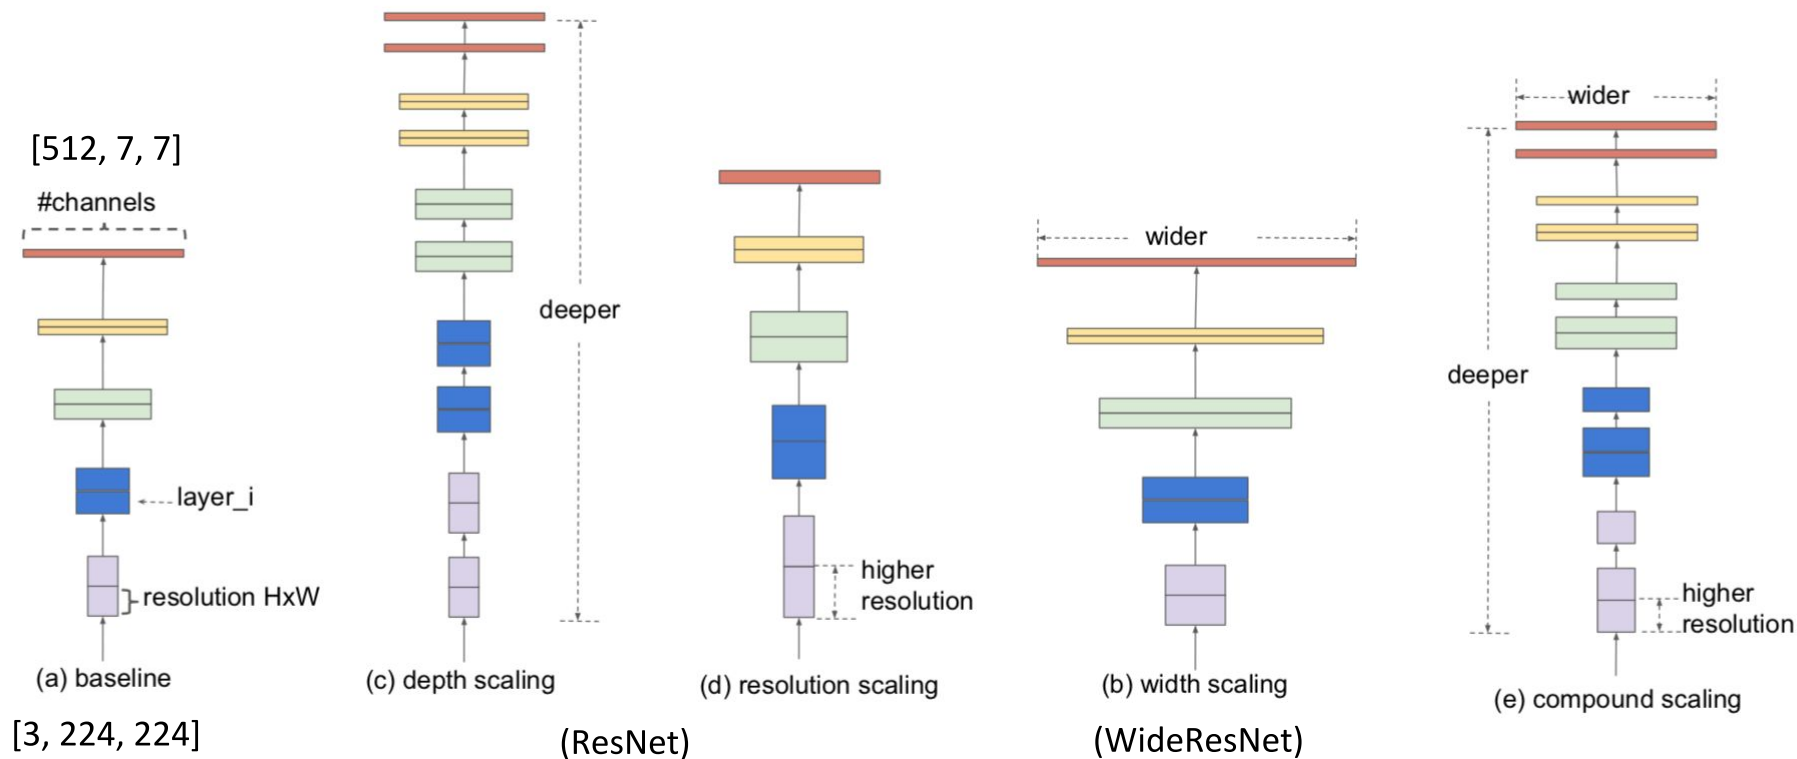 [512, 7, 7]
#channels
layer_i
resolution HxW
(a) baseline
[3, 224, 224]
deeper
(c) depth scaling
higher
resolution
(d) resolution scaling
(ResNet)
wider
(b) width scaling
(WideResNet)
wider
deeper
higher
resolution
(e) compound scaling